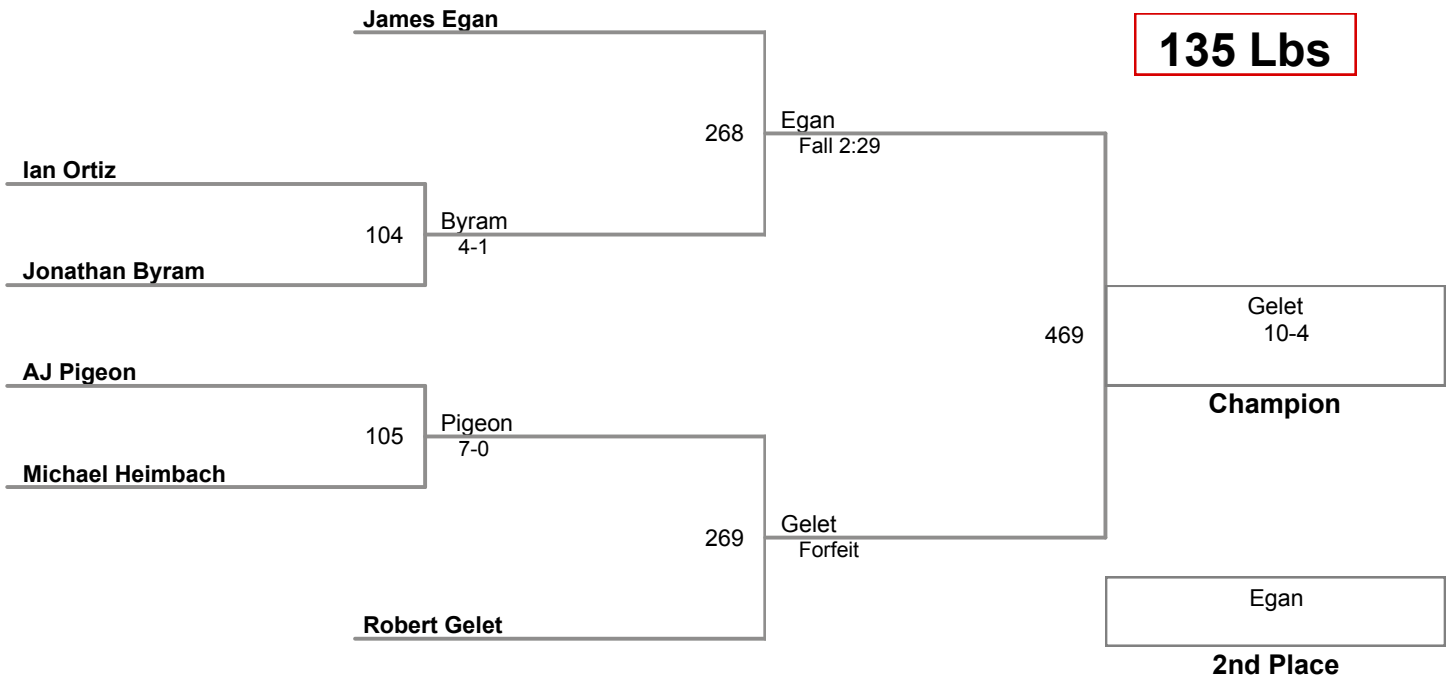 James Egan
135 Lbs
268
Egan
Fall 2:29
Ian Ortiz
104
Byram
4-1
Jonathan Byram
469
Gelet
10-4
Champion
AJ Pigeon
105
Pigeon
7-0
Michael Heimbach
269
Gelet
Forfeit
Robert Gelet
Egan
2nd Place